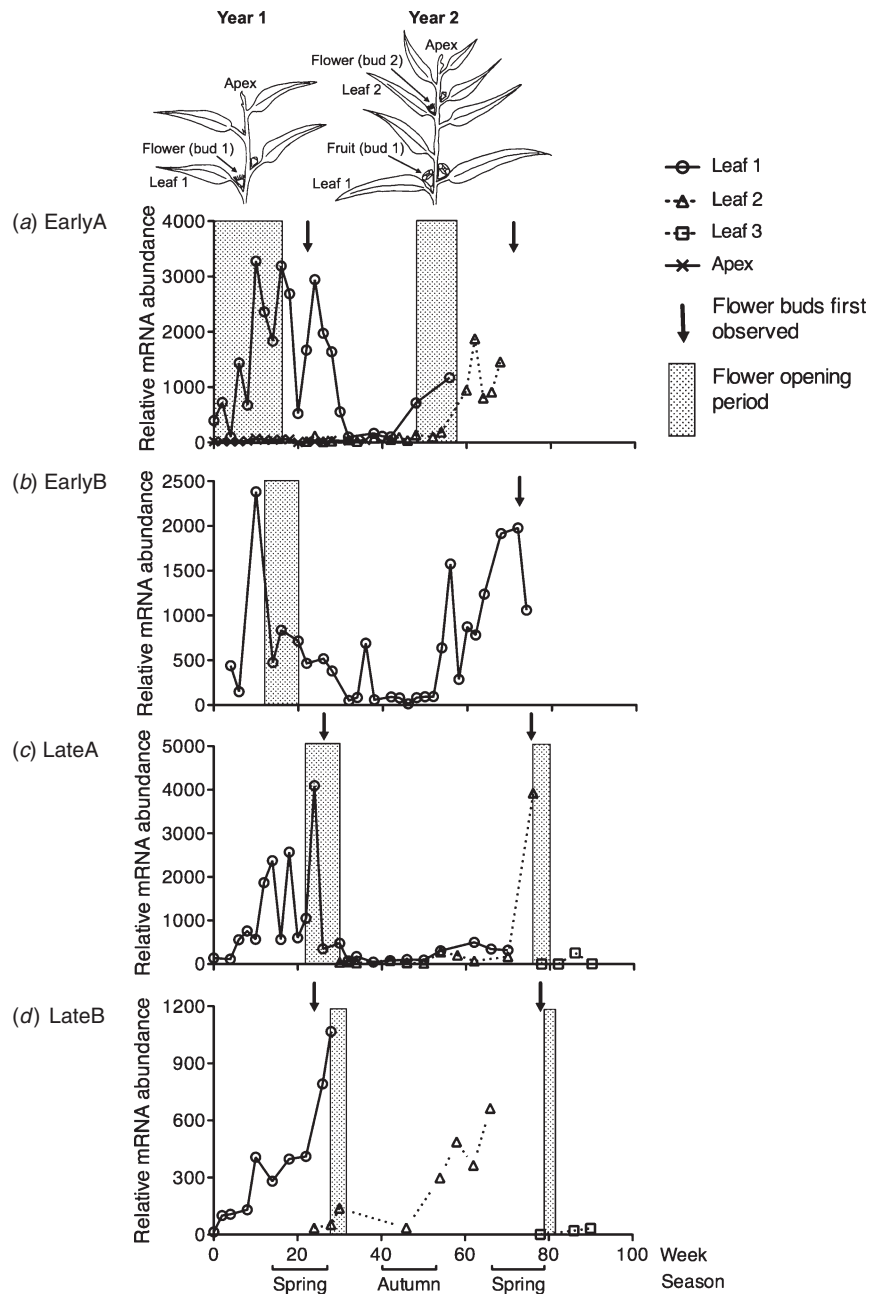 Year 1
Year 2
Apex
Flower (bud 1)
Leaf 1
Apex
Flower (bud 2)
Leaf 2
Fruit (bud 1)
Leaf 1
Leaf 1
Leaf 2
Leaf 3
Apex
Flower buds first
observed
Flower opening
period
(a) EarlyA
Relative mRNA abundance
4000
3000
2000
1000
0
(b) EarlyB
Relative mRNA abundance
2500
2000
1500
1000
500
0
(c) LateA
Relative mRNA abundance
5000
4000
3000
2000
1000
0
(d) LateB
Relative mRNA abundance
1200
900
600
300
0
0 20 40 60 80 100 Week
Spring Autumn Spring Season